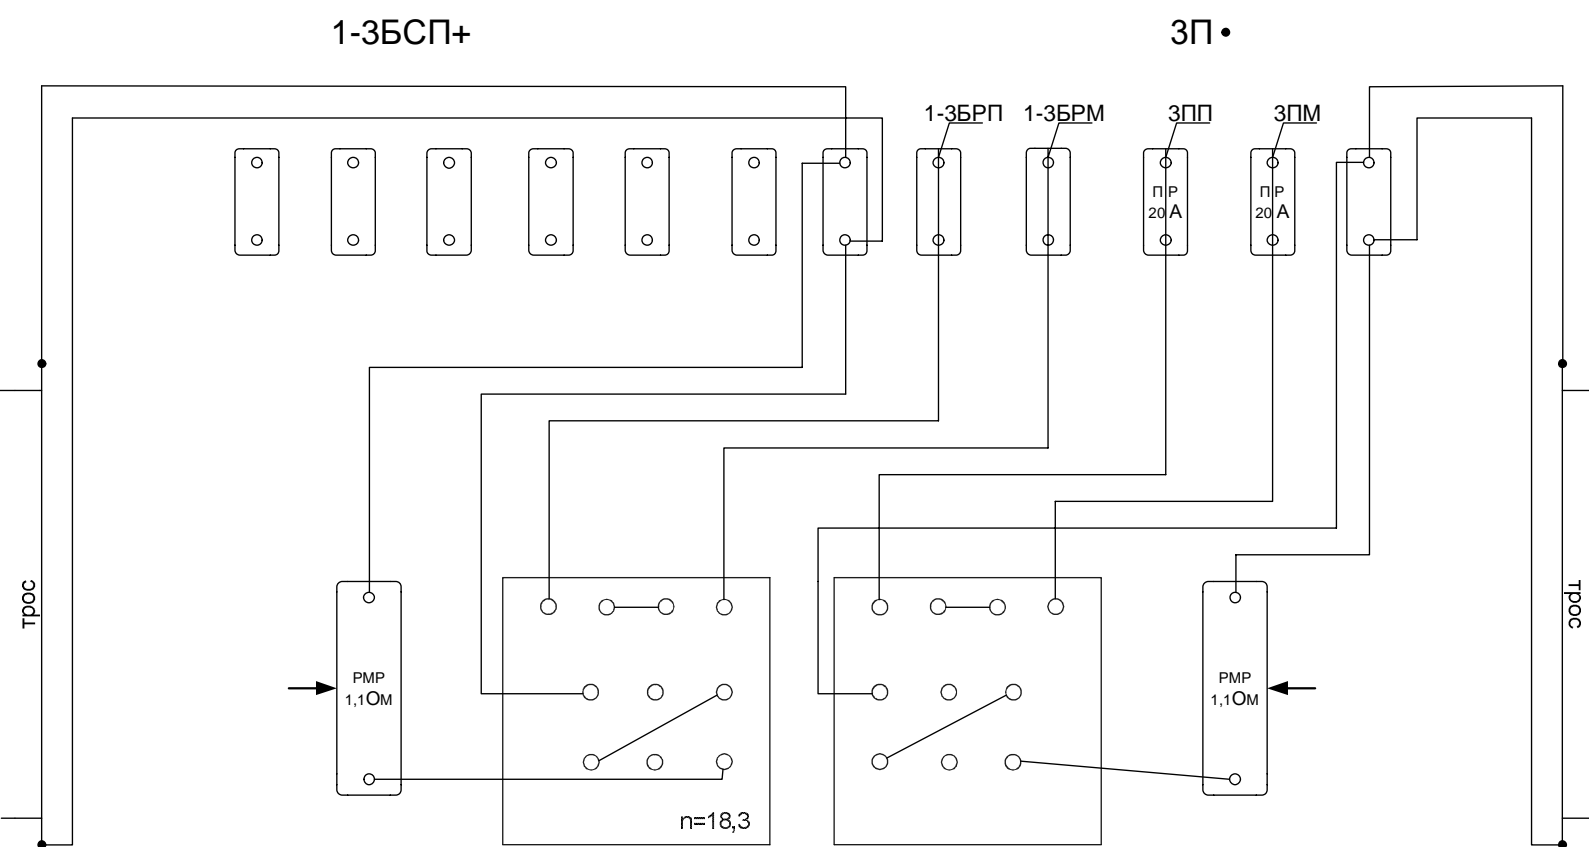 1-3БСП+
3П•
1-3БРП
1-3БРМ
3ПП
3ПМ
ПР
20А
ПР
20А
трос
трос
РМР
1,1Ом
РМР
1,1Ом
n=18,3